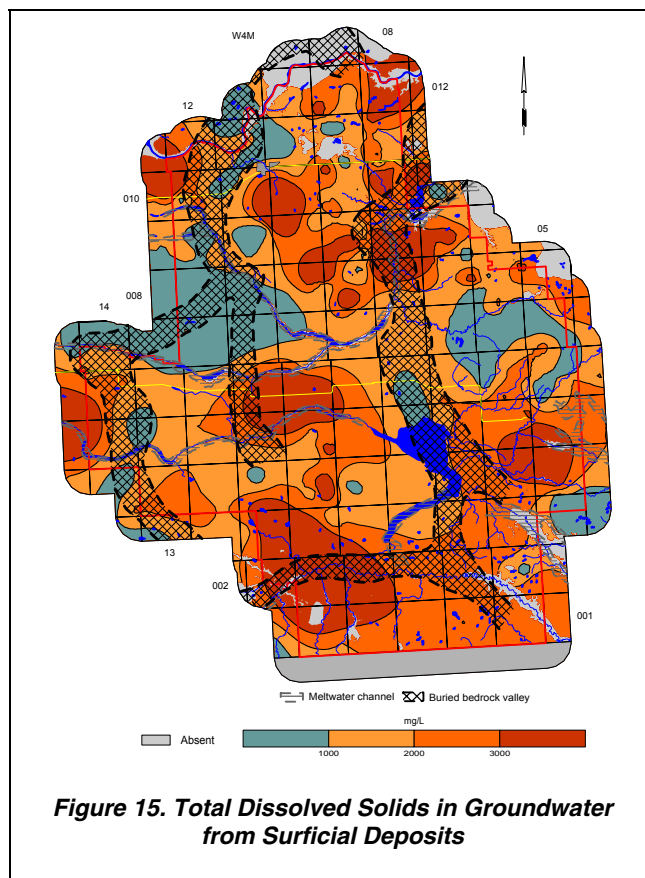 W4M
08
012
12
010
05
008
14
13
002
001
Meltwater channel Buried bedrock valley
mg/L
Absent
1000 2000 3000
Figure 15. Total Dissolved Solids in Groundwater
from Surficial Deposits